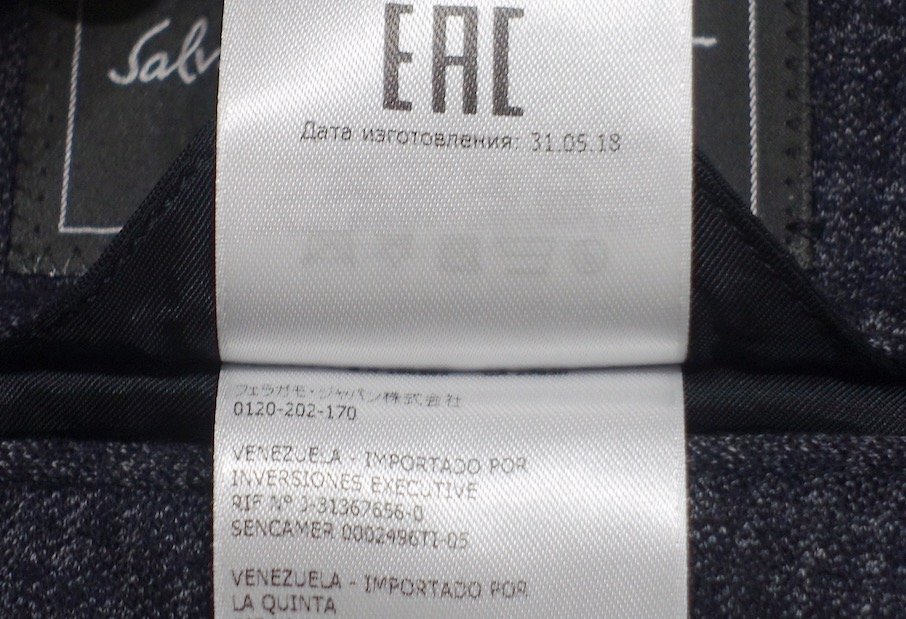 Salv
EAC
Дата изготовления: 31.05.18
フェラガモ・ジャパン株式会社
0120-202-170
VENEZUELA - IMPORTADO POR
INVERSIONES EXECUTIVE
RIF Nº J-31367656-0
SENCAMER 0002496TI-05
VENEZUELA - IMPORTADO POR
LA QUINTA